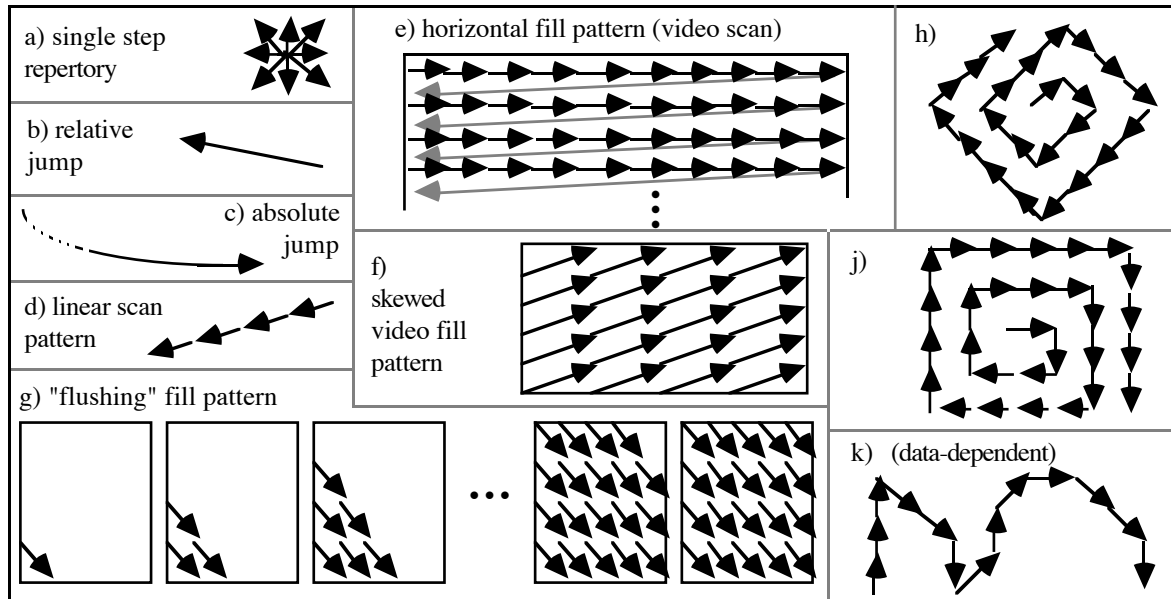 a) single step
repertory
b) relative
jump
c) absolute
jump
d) linear scan
pattern
e) horizontal fill pattern (video scan)
f)
skewed
video fill
pattern
g) "flushing" fill pattern
h)
j)
k) (data-dependent)